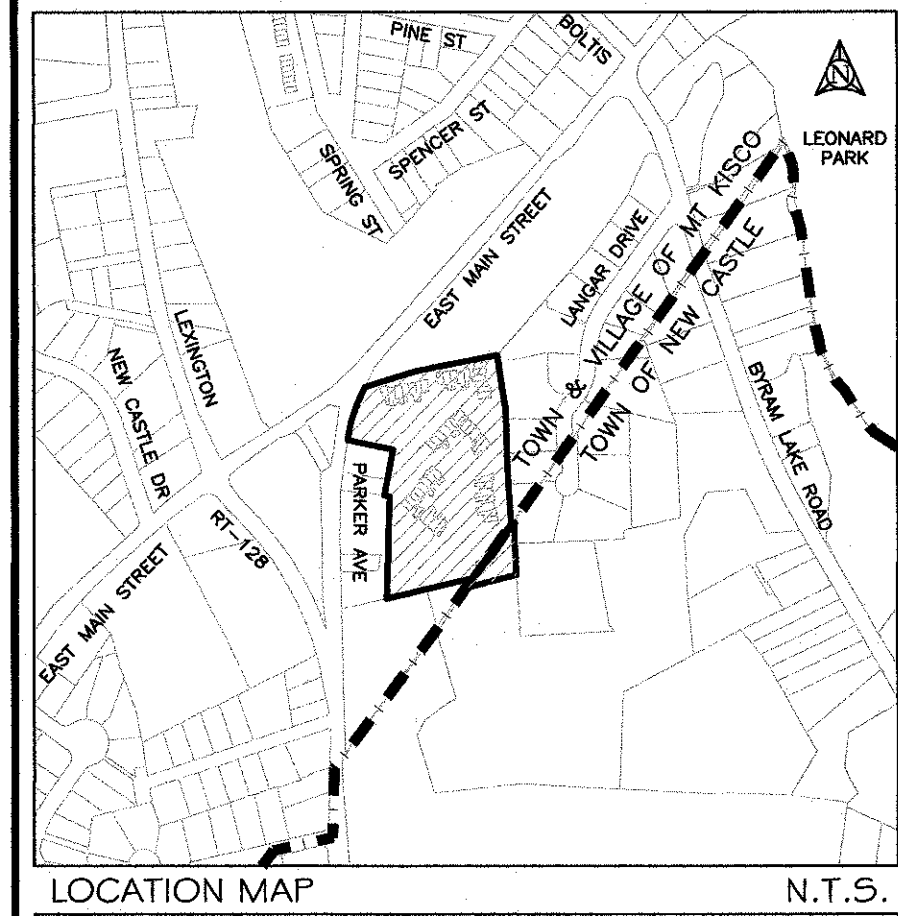 PINE ST
BOLTIS
N
LEONARD
PARK
SPENCER ST
SPRING ST
EAST MAIN STREET
LANGAR DRIVE
TOWN & VILLAGE OF MT KISCO
TOWN OF NEW CASTLE
LEXINGTON
NEW CASTLE DR
BYRAM LAKE ROAD
PARKER AVE
RT-128
EAST MAIN STREET
LOCATION MAP
N.T.S.